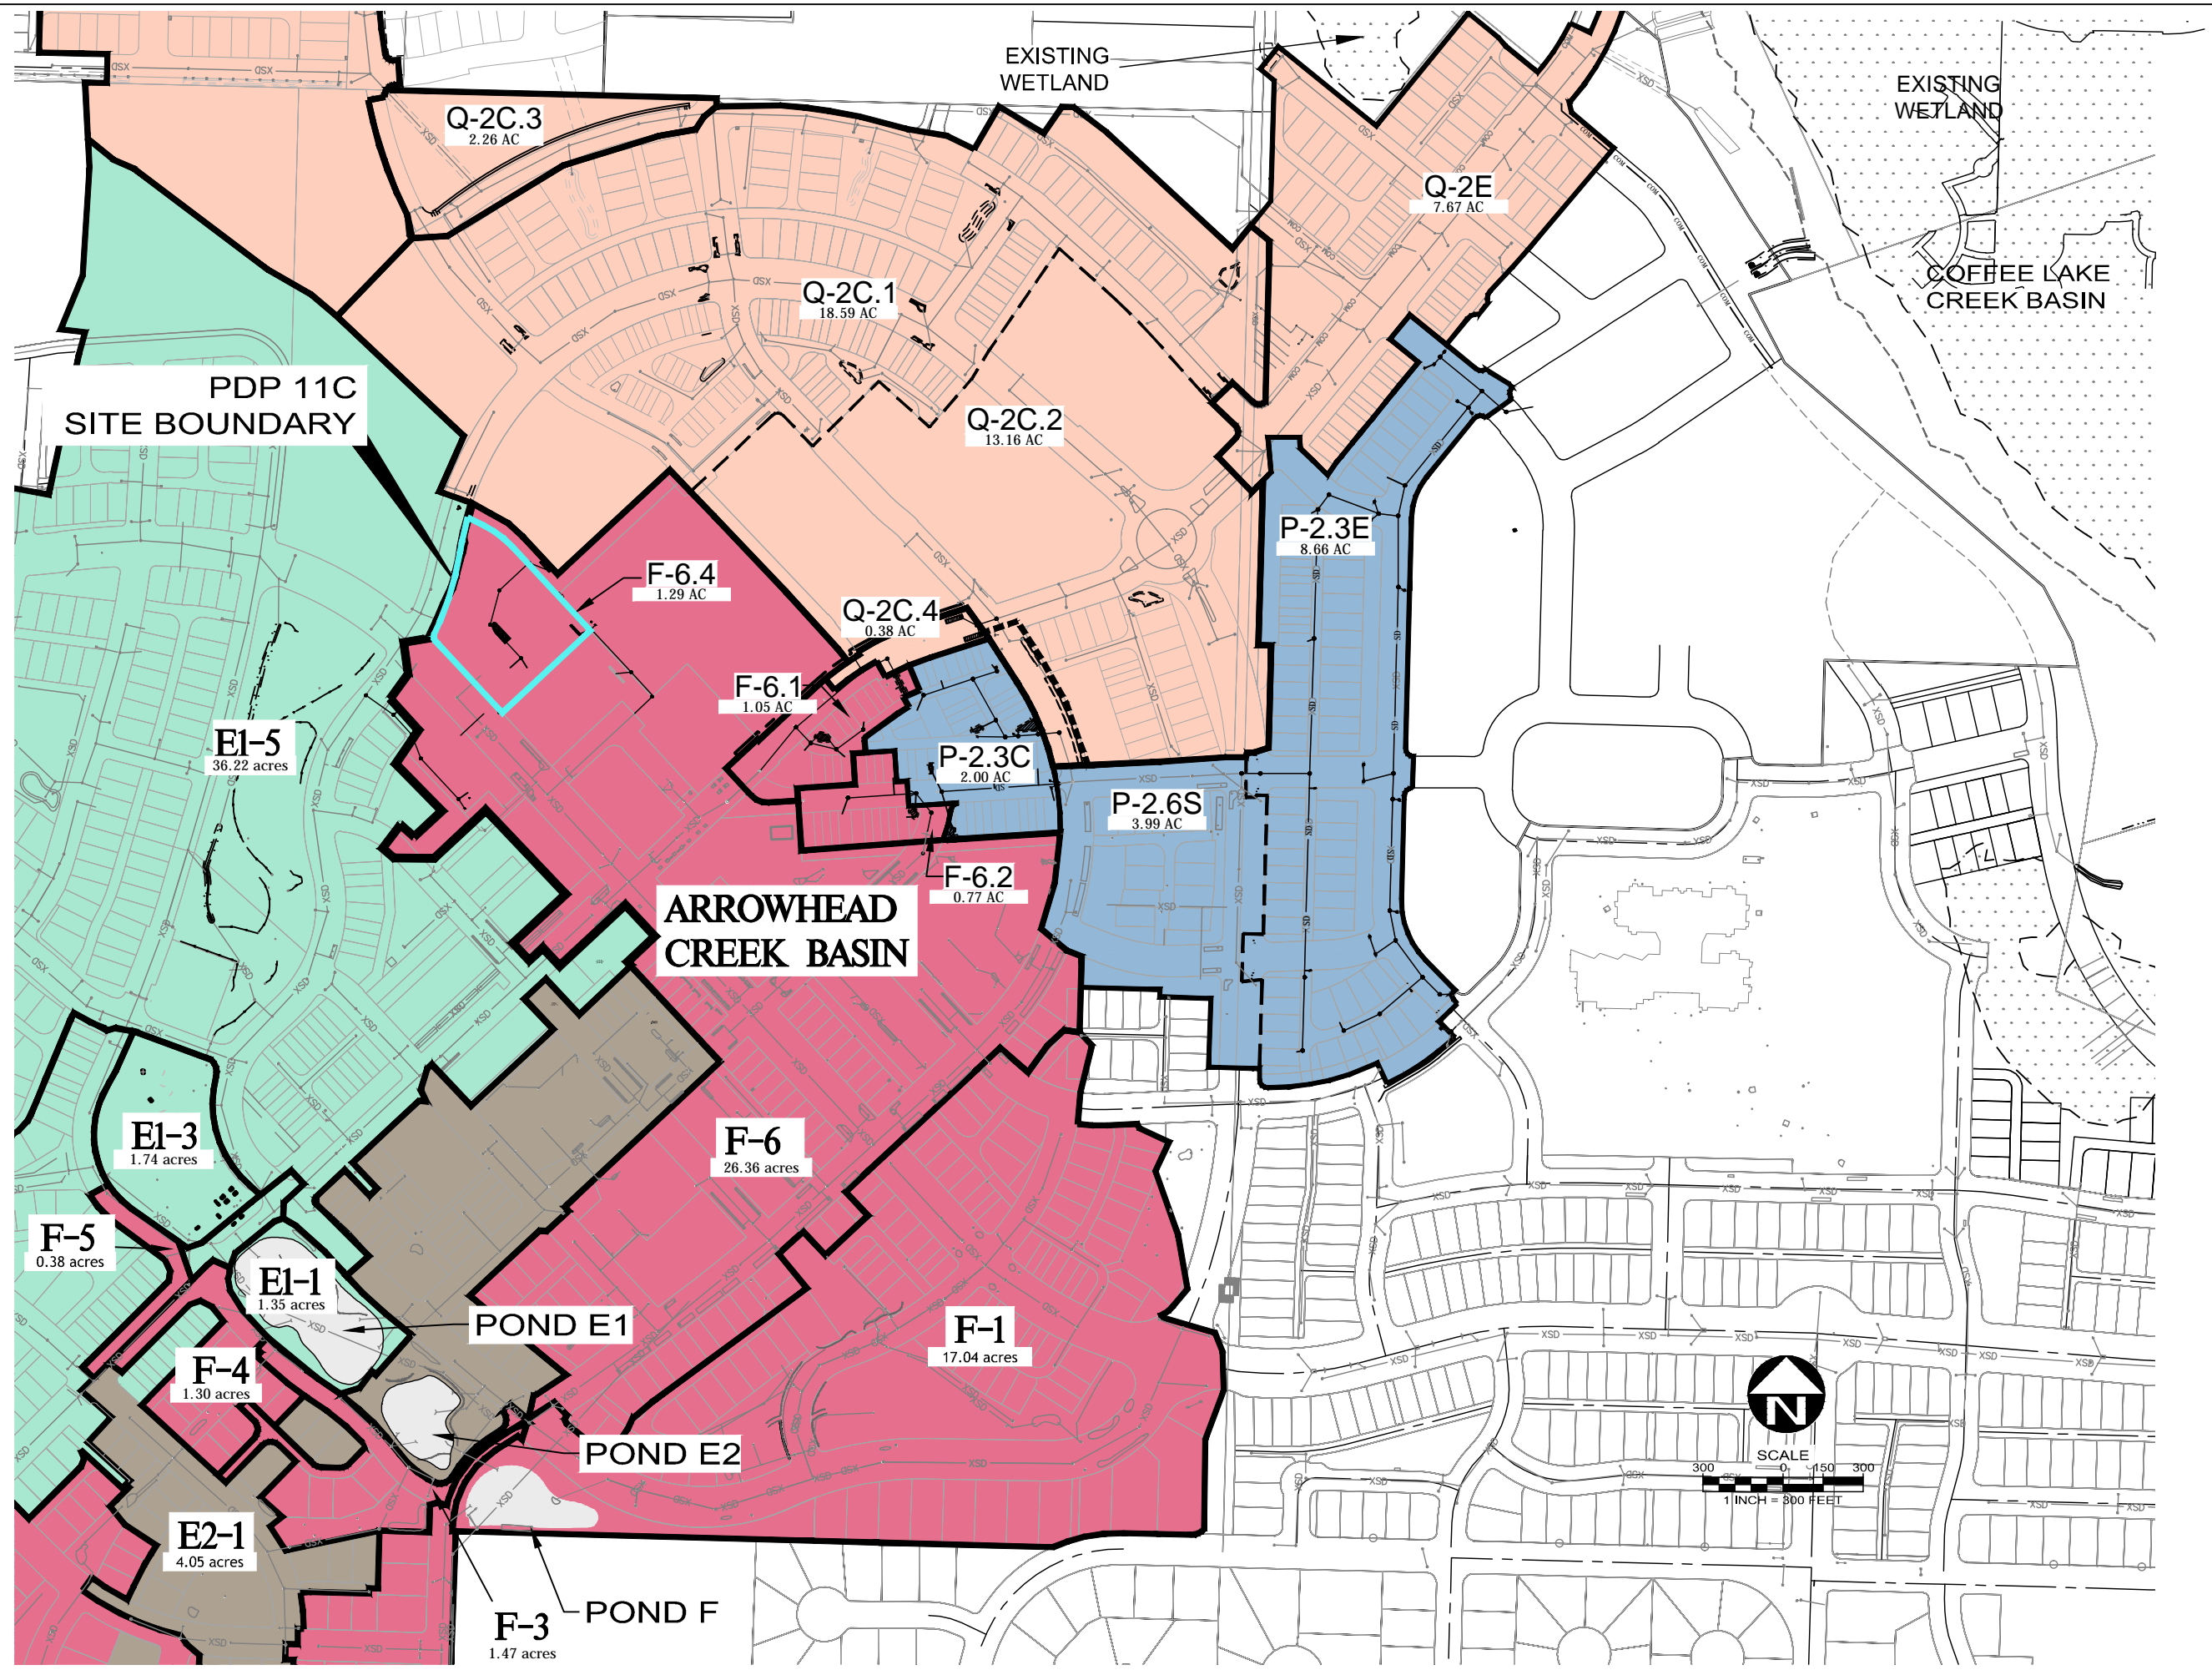 EXISTING
WETLAND
EXISTING
WETLAND
Q-2C.3
2.26 AC
Q-2E
7.67 AC
COFFEE LAKE
CREEK BASIN
Q-2C.1
18.59 AC
PDP 11C
SITE BOUNDARY
Q-2C.2
13.16 AC
P-2.3E
8.66 AC
F-6.4
1.29 AC
Q-2C.4
0.38 AC
F-6.1
1.05 AC
E1-5
36.22 acres
P-2.3C
2.00 AC
P-2.6S
3.99 AC
F-6.2
0.77 AC
ARROWHEAD
CREEK BASIN
E1-3
1.74 acres
F-6
26.36 acres
F-5
0.38 acres
E1-1
1.35 acres
POND E1
F-1
17.04 acres
F-4
1.30 acres
POND E2
N
SCALE
300 0 150 300
1 INCH = 300 FEET
E2-1
4.05 acres
POND F
F-3
1.47 acres